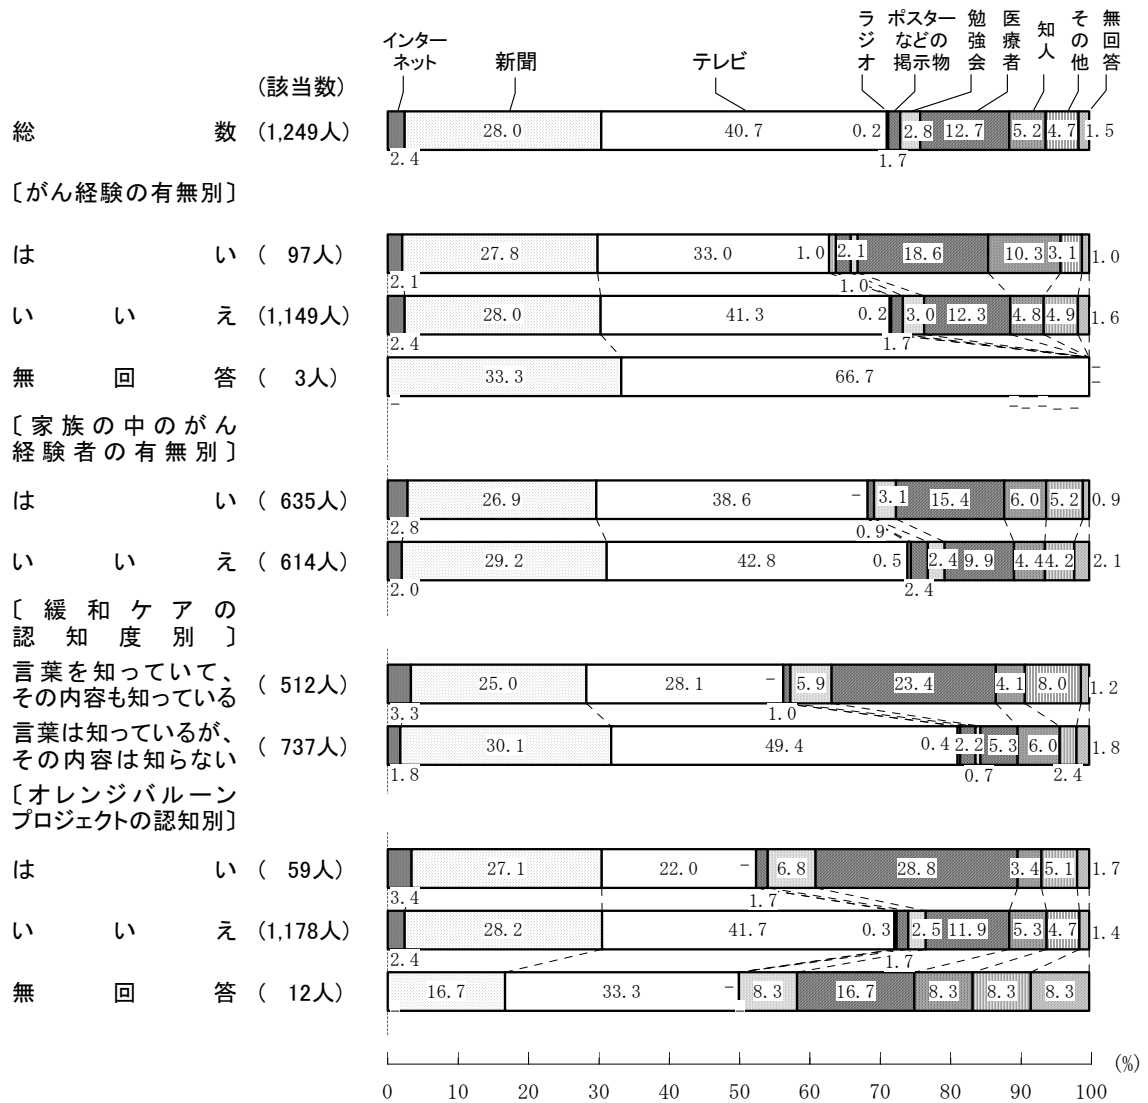 インターネット 新聞 テレビ ラジオ ポスターなどの掲示物 勉強会 医療者 知人 その他 無回答
(該当数)
総数 (1,249人) 2.4 28.0 40.7 0.2 1.7 2.8 12.7 5.2 4.7 1.5
〔がん経験の有無別〕
はい ( 97人) 2.1 27.8 33.0 1.0 1.0 2.1 1.0 18.6 10.3 3.1 1.0
いいえ (1,149人) 2.4 28.0 41.3 0.2 1.7 3.0 12.3 4.8 4.9 1.6
無回答 ( 3人) - 33.3 66.7 - - - - - - -
〔家族の中のがん
経験者の有無別〕
はい ( 635人) 2.8 26.9 38.6 - 0.9 3.1 15.4 6.0 5.2 0.9
いいえ ( 614人) 2.0 29.2 42.8 0.5 2.4 2.4 9.9 4.4 4.2 2.1
〔緩和ケアの
認知度別〕
言葉を知っていて、
その内容も知っている ( 512人) 3.3 25.0 28.1 - 1.0 5.9 23.4 4.1 8.0 1.2
言葉は知っているが、
その内容は知らない ( 737人) 1.8 30.1 49.4 0.4 2.2 0.7 5.3 6.0 2.4 1.8
〔オレンジバルーン
プロジェクトの認知別〕
はい ( 59人) 3.4 27.1 22.0 - 1.7 6.8 28.8 3.4 5.1 1.7
いいえ (1,178人) 2.4 28.2 41.7 0.3 1.7 2.5 11.9 5.3 4.7 1.4
無回答 ( 12人) - 16.7 33.3 - - 8.3 16.7 8.3 8.3 8.3
0 10 20 30 40 50 60 70 80 90 100 (%)